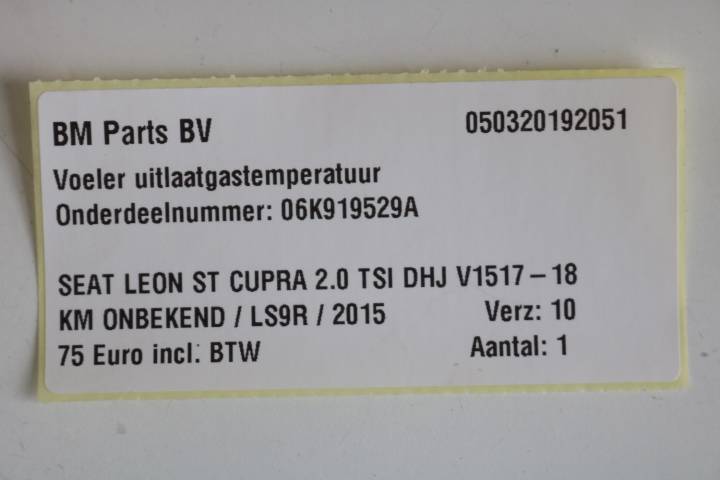 BM Parts BV 050320192051
Voeler uitlaatgastemperatuur
Onderdeelnummer: 06K919529A
SEAT LEON ST CUPRA 2.0 TSI DHJ V1517-18
KM ONBEKEND / LS9R / 2015 Verz: 10
75 Euro incl. BTW Aantal: 1